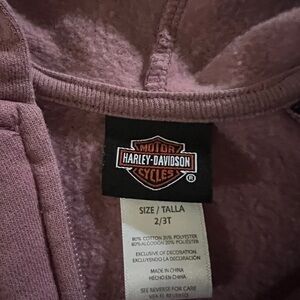 MOTOR
HARLEY-DAVIDSON
CYCLES
®
SIZE / TALLA
2/3T
80% COTTON 20% POLYESTER
80% ALGODÓN 20% POLIÉSTER
EXCLUSIVE OF DECORATION
EXCLUYENDO LA DECORACIÓN
MADE IN CHINA
HECHO EN CHINA
SEE REVERSE FOR CARE